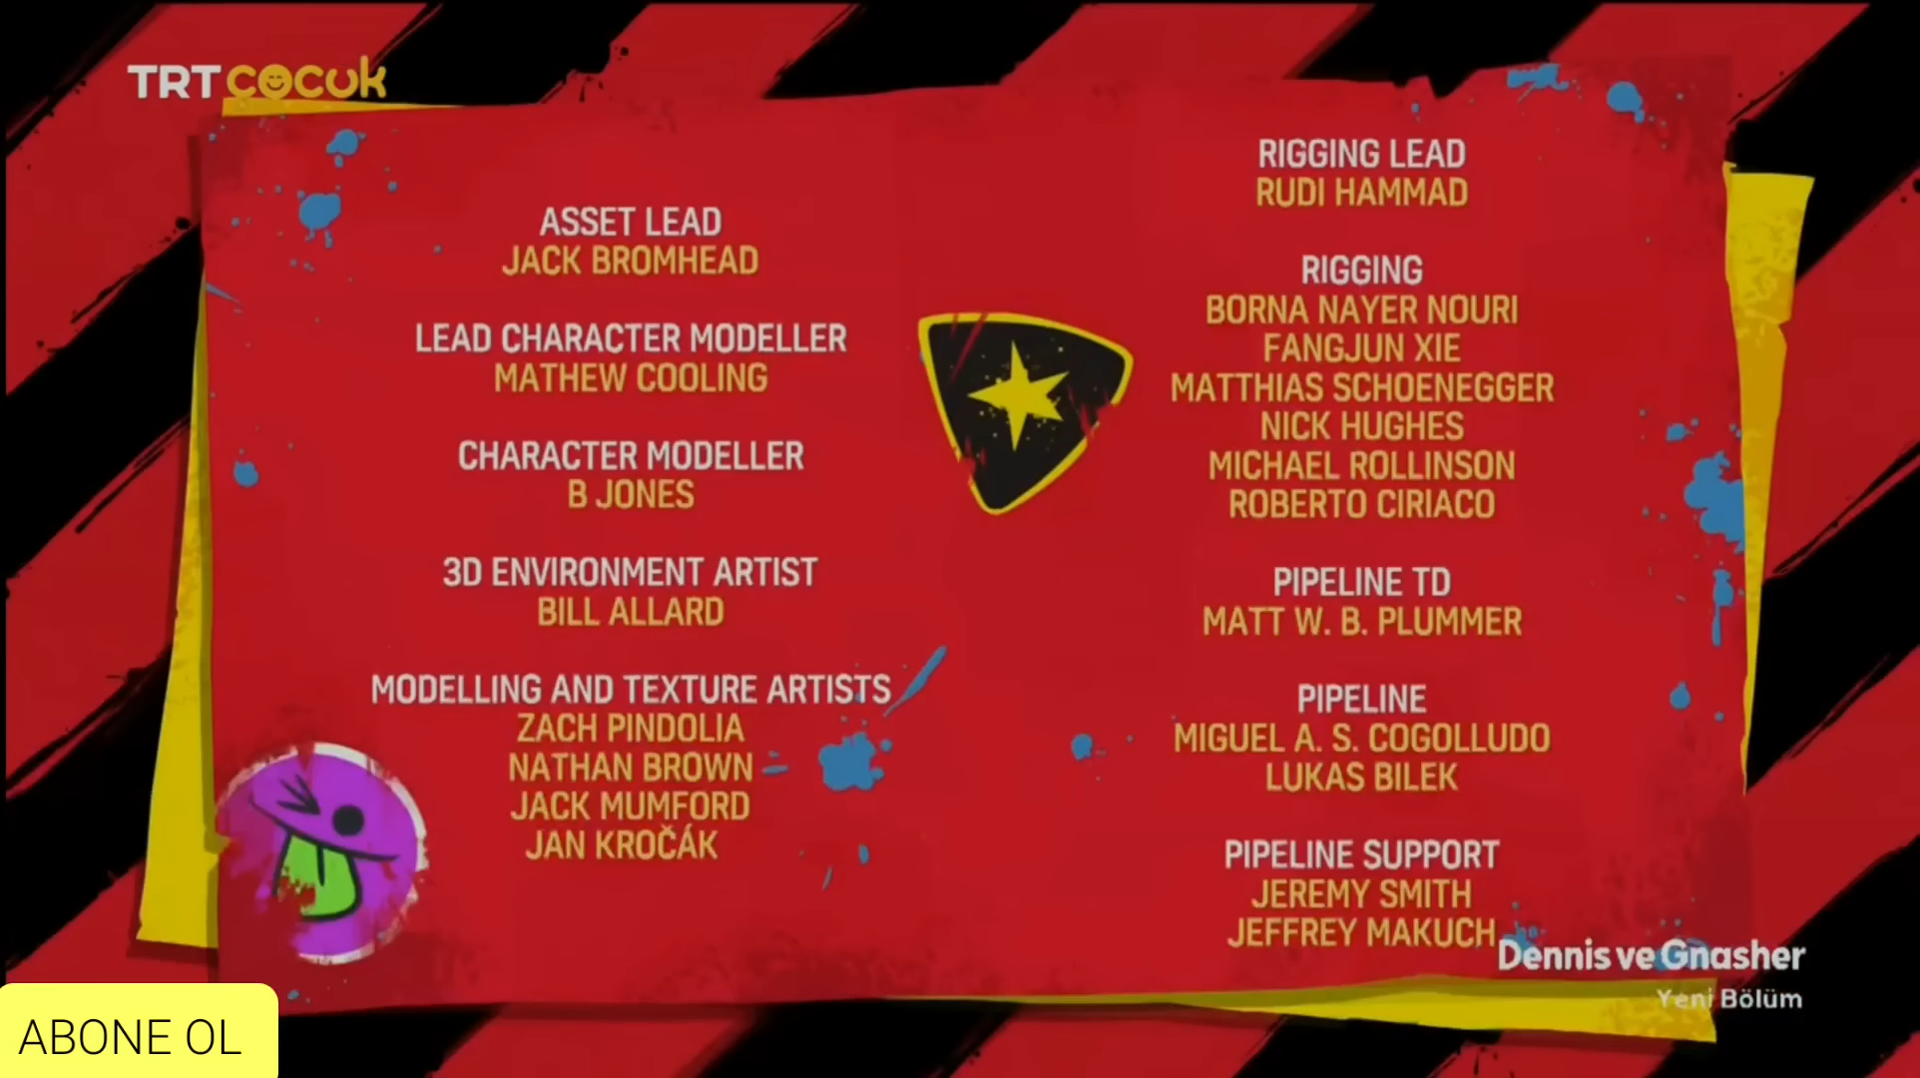 TRT cocuk
ASSET LEAD
JACK BROMHEAD
LEAD CHARACTER MODELLER
MATHEW COOLING
CHARACTER MODELLER
B JONES
3D ENVIRONMENT ARTIST
BILL ALLARD
MODELLING AND TEXTURE ARTISTS
ZACH PINDOLIA
NATHAN BROWN
JACK MUMFORD
JAN KROČÁK
RIGGING LEAD
RUDI HAMMAD
RIGGING
BORNA NAYER NOURI
FANGJUN XIE
MATTHIAS SCHOENEGGER
NICK HUGHES
MICHAEL ROLLINSON
ROBERTO CIRIACO
PIPELINE TD
MATT W. B. PLUMMER
PIPELINE
MIGUEL A. S. COGOLLUDO
LUKAS BILEK
PIPELINE SUPPORT
JEREMY SMITH
JEFFREY MAKUCH
Dennis ve Gnasher
Yeni Bölüm
ABONE OL